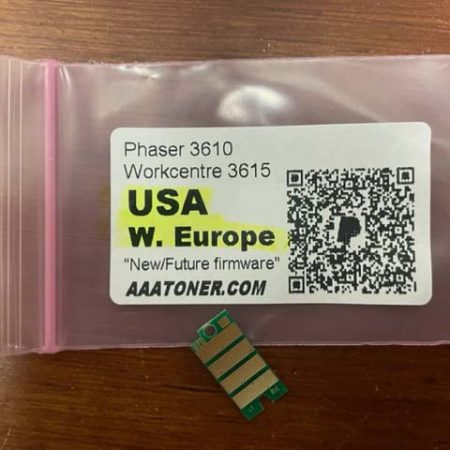 Phaser 3610
Workcentre 3615
USA
W. Europe
"New/Future firmware"
AAATONER.COM